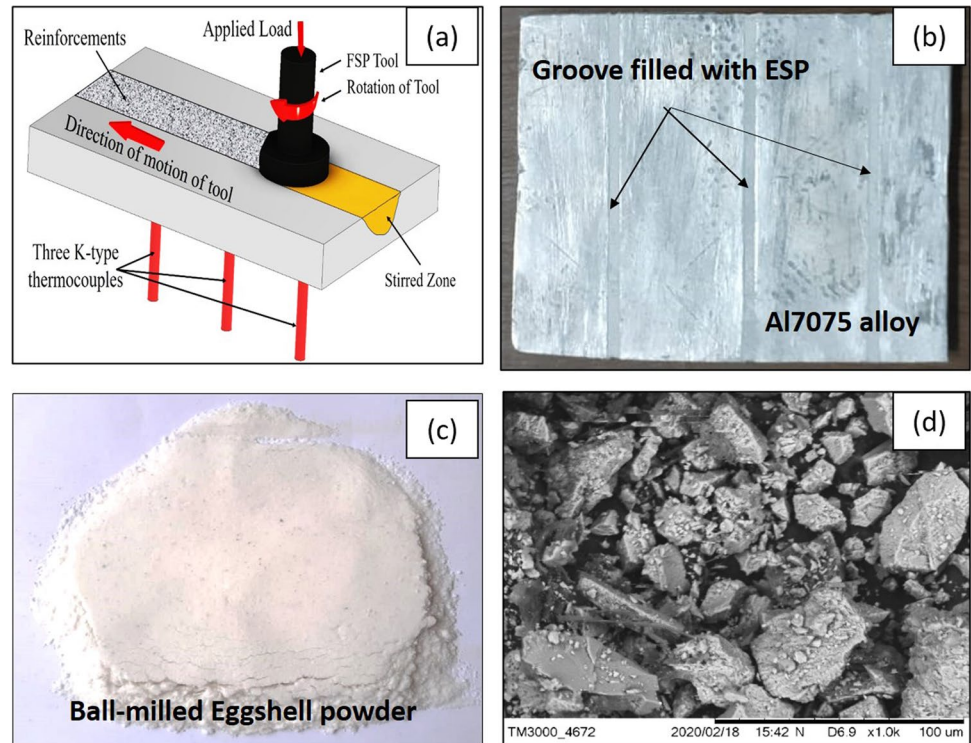 (a)
Reinforcements
Applied Load
FSP Tool
Rotation of Tool
Direction of motion of tool
Three K-type
thermocouples
Stirred Zone
(b)
Groove filled with ESP
Al7075 alloy
(c)
Ball-milled Eggshell powder
(d)
TM3000_4672 2020/02/18 15:42 N D6.9 x1.0k 100 um